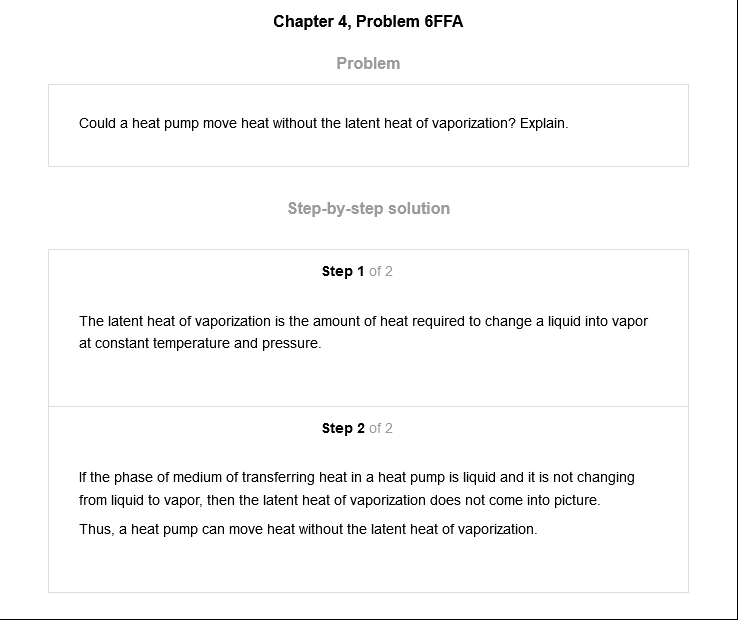 Chapter 4, Problem 6FFA
Problem
Could a heat pump move heat without the latent heat of vaporization? Explain.
Step-by-step solution
Step 1 of 2
The latent heat of vaporization is the amount of heat required to change a liquid into vapor
at constant temperature and pressure.
Step 2 of 2
If the phase of medium of transferring heat in a heat pump is liquid and it is not changing
from liquid to vapor, then the latent heat of vaporization does not come into picture.
Thus, a heat pump can move heat without the latent heat of vaporization.